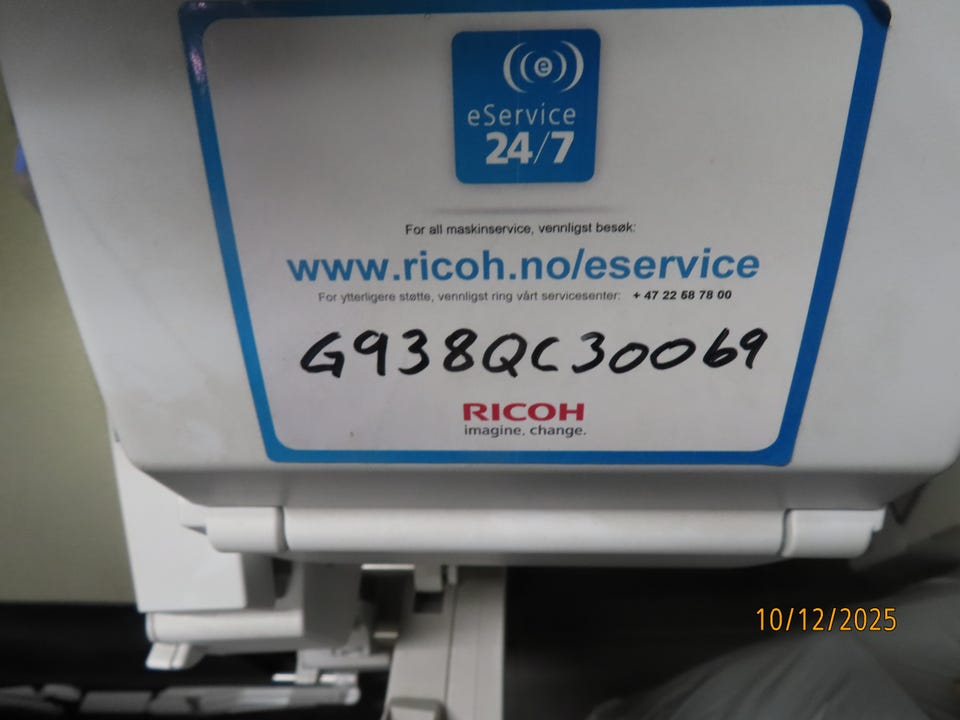 e
eService
24/7
For all maskinservice, vennligst besøk:
www.ricoh.no/eservice
For ytterligere støtte, vennligst ring vårt servicesenter: + 47 22 58 78 00
G938QC30069
RICOH
imagine. change.
10/12/2025